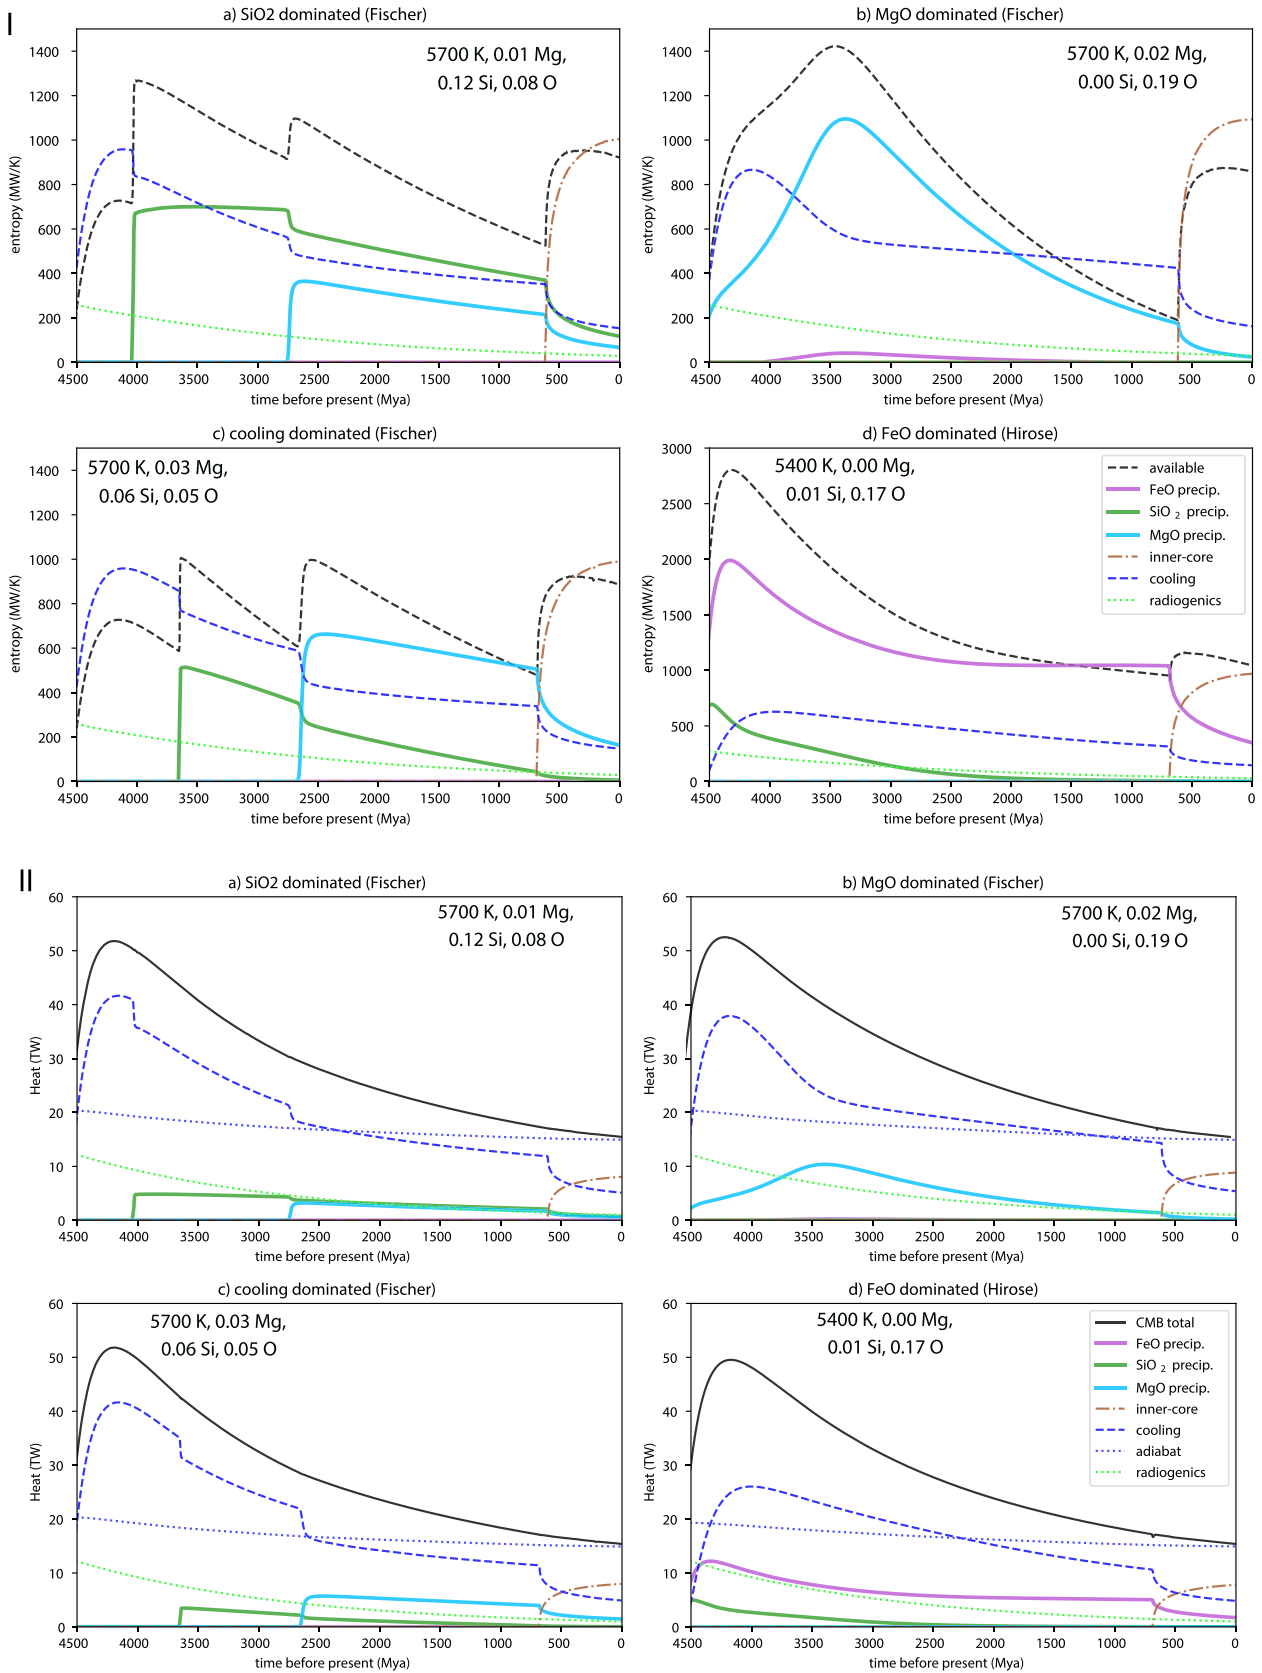 I
a) SiO2 dominated (Fischer)
5700 K, 0.01 Mg,
0.12 Si, 0.08 O
entropy (MW/K)
1400
1200
1000
800
600
400
200
0
4500 4000 3500 3000 2500 2000 1500 1000 500 0
time before present (Mya)
b) MgO dominated (Fischer)
5700 K, 0.02 Mg,
0.00 Si, 0.19 O
entropy (MW/K)
1400
1200
1000
800
600
400
200
0
4500 4000 3500 3000 2500 2000 1500 1000 500 0
time before present (Mya)
c) cooling dominated (Fischer)
5700 K, 0.03 Mg,
0.06 Si, 0.05 O
entropy (MW/K)
1400
1200
1000
800
600
400
200
0
4500 4000 3500 3000 2500 2000 1500 1000 500 0
time before present (Mya)
d) FeO dominated (Hirose)
5400 K, 0.00 Mg,
0.01 Si, 0.17 O
available
FeO precip.
SiO 2 precip.
MgO precip.
inner-core
cooling
radiogenics
entropy (MW/K)
3000
2500
2000
1500
1000
500
0
4500 4000 3500 3000 2500 2000 1500 1000 500 0
time before present (Mya)
II
a) SiO2 dominated (Fischer)
5700 K, 0.01 Mg,
0.12 Si, 0.08 O
Heat (TW)
60
50
40
30
20
10
0
4500 4000 3500 3000 2500 2000 1500 1000 500 0
time before present (Mya)
b) MgO dominated (Fischer)
5700 K, 0.02 Mg,
0.00 Si, 0.19 O
Heat (TW)
60
50
40
30
20
10
0
4500 4000 3500 3000 2500 2000 1500 1000 500 0
time before present (Mya)
c) cooling dominated (Fischer)
5700 K, 0.03 Mg,
0.06 Si, 0.05 O
Heat (TW)
60
50
40
30
20
10
0
4500 4000 3500 3000 2500 2000 1500 1000 500 0
time before present (Mya)
d) FeO dominated (Hirose)
5400 K, 0.00 Mg,
0.01 Si, 0.17 O
CMB total
FeO precip.
SiO 2 precip.
MgO precip.
inner-core
cooling
adiabat
radiogenics
Heat (TW)
60
50
40
30
20
10
0
4500 4000 3500 3000 2500 2000 1500 1000 500 0
time before present (Mya)